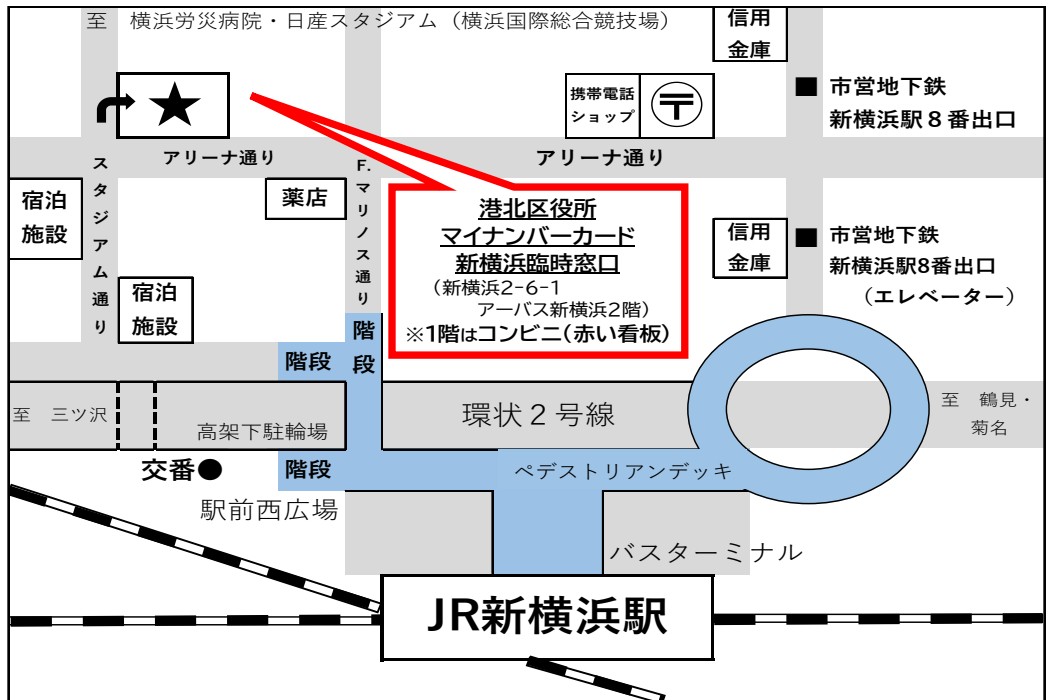 至 横浜労災病院・日産スタジアム（横浜国際総合競技場）
信用
金庫
携帯電話
ショップ
〒
■ 市営地下鉄
新横浜駅８番出口
アリーナ通り
アリーナ通り
スタジアム通り
F.マリノス通り
宿泊
施設
薬店
港北区役所
マイナンバーカード
新横浜臨時窓口
（新横浜2-6-1
アーバス新横浜2階）
※1階はコンビニ（赤い看板）
信用
金庫
■ 市営地下鉄
新横浜駅8番出口
（エレベーター）
宿泊
施設
階段
階段
至 三ツ沢
高架下駐輪場
環状２号線
至 鶴見・
菊名
交番●
階段
ペデストリアンデッキ
駅前西広場
バスターミナル
JR新横浜駅